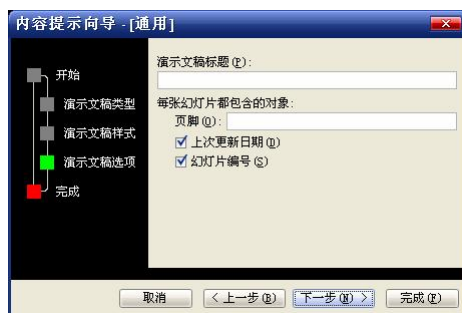 内容提示向导 - [通用]
开始
演示文稿类型
演示文稿样式
演示文稿选项
完成
演示文稿标题(P):
每张幻灯片都包含的对象:
页脚(O):
上次更新日期(D)
幻灯片编号(S)
取消
< 上一步(B)
下一步(N) >
完成(F)